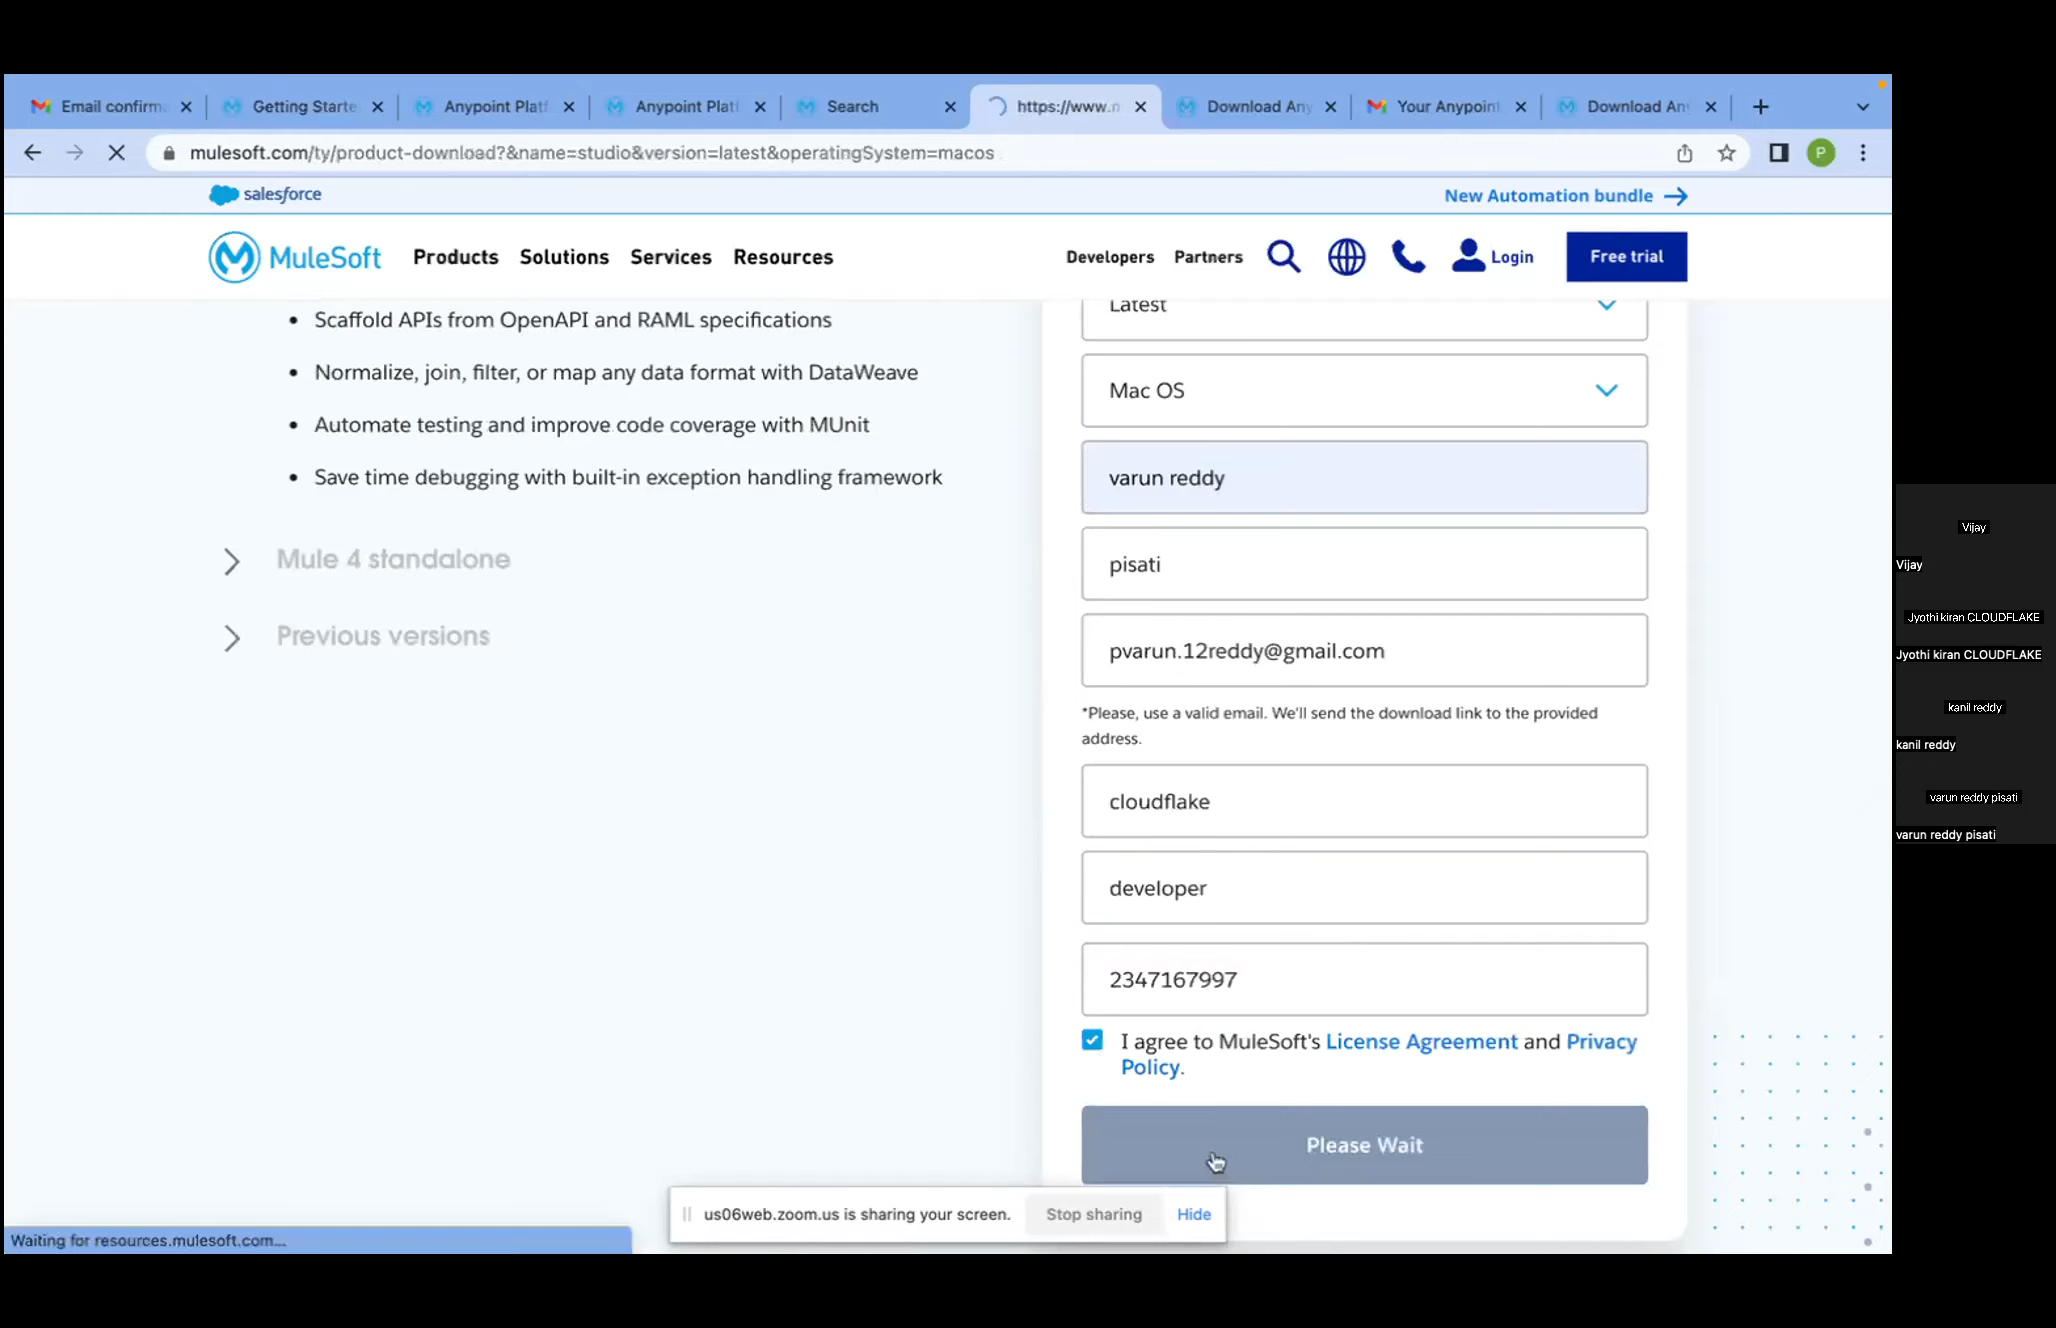 Email confirm
Getting Starte
Anypoint Platf
Anypoint Plat
Search
https://www.m
Download Any
Your Anypoint
Download An
mulesoft.com/ty/product-download?&name=studio&version=latest&operatingSystem=macos
P
salesforce
New Automation bundle
MuleSoft
Products
Solutions
Services
Resources
Developers
Partners
Login
Free trial
Scaffold APIs from OpenAPI and RAML specifications
Normalize, join, filter, or map any data format with DataWeave
Automate testing and improve code coverage with MUnit
Save time debugging with built-in exception handling framework
Mule 4 standalone
Previous versions
Latest
Mac OS
varun reddy
pisati
pvarun.12reddy@gmail.com
*Please, use a valid email. We'll send the download link to the provided
address.
cloudflake
developer
2347167997
I agree to MuleSoft's License Agreement and Privacy
Policy.
Please Wait
us06web.zoom.us is sharing your screen.
Stop sharing
Hide
Waiting for resources.mulesoft.com...
Vijay
Vijay
Jyothi kiran CLOUDFLAKE
Jyothi kiran CLOUDFLAKE
kanil reddy
kanil reddy
varun reddy pisati
varun reddy pisati